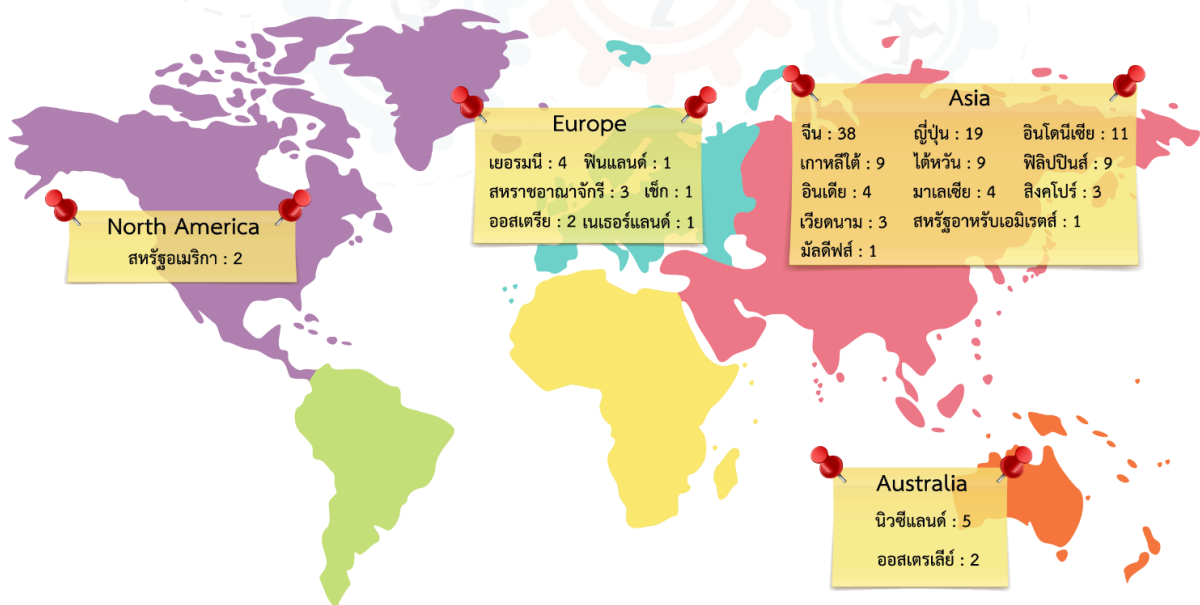 North America
สหรัฐอเมริกา : 2
Europe
เยอรมนี : 4 ฟินแลนด์ : 1
สหราชอาณาจักรี : 3 เช็ก : 1
ออสเตรีย : 2 เนเธอร์แลนด์ : 1
Asia
จีน : 38 ญี่ปุ่น : 19 อินโดนีเซีย : 11
เกาหลีใต้ : 9 ไต้หวัน : 9 ฟิลิปปินส์ : 9
อินเดีย : 4 มาเลเซีย : 4 สิงคโปร์ : 3
เวียดนาม : 3 สหรัฐอาหรับเอมิเรตส์ : 1
มัลดีฟส์ : 1
Australia
นิวซีแลนด์ : 5
ออสเตรเลีย์ : 2